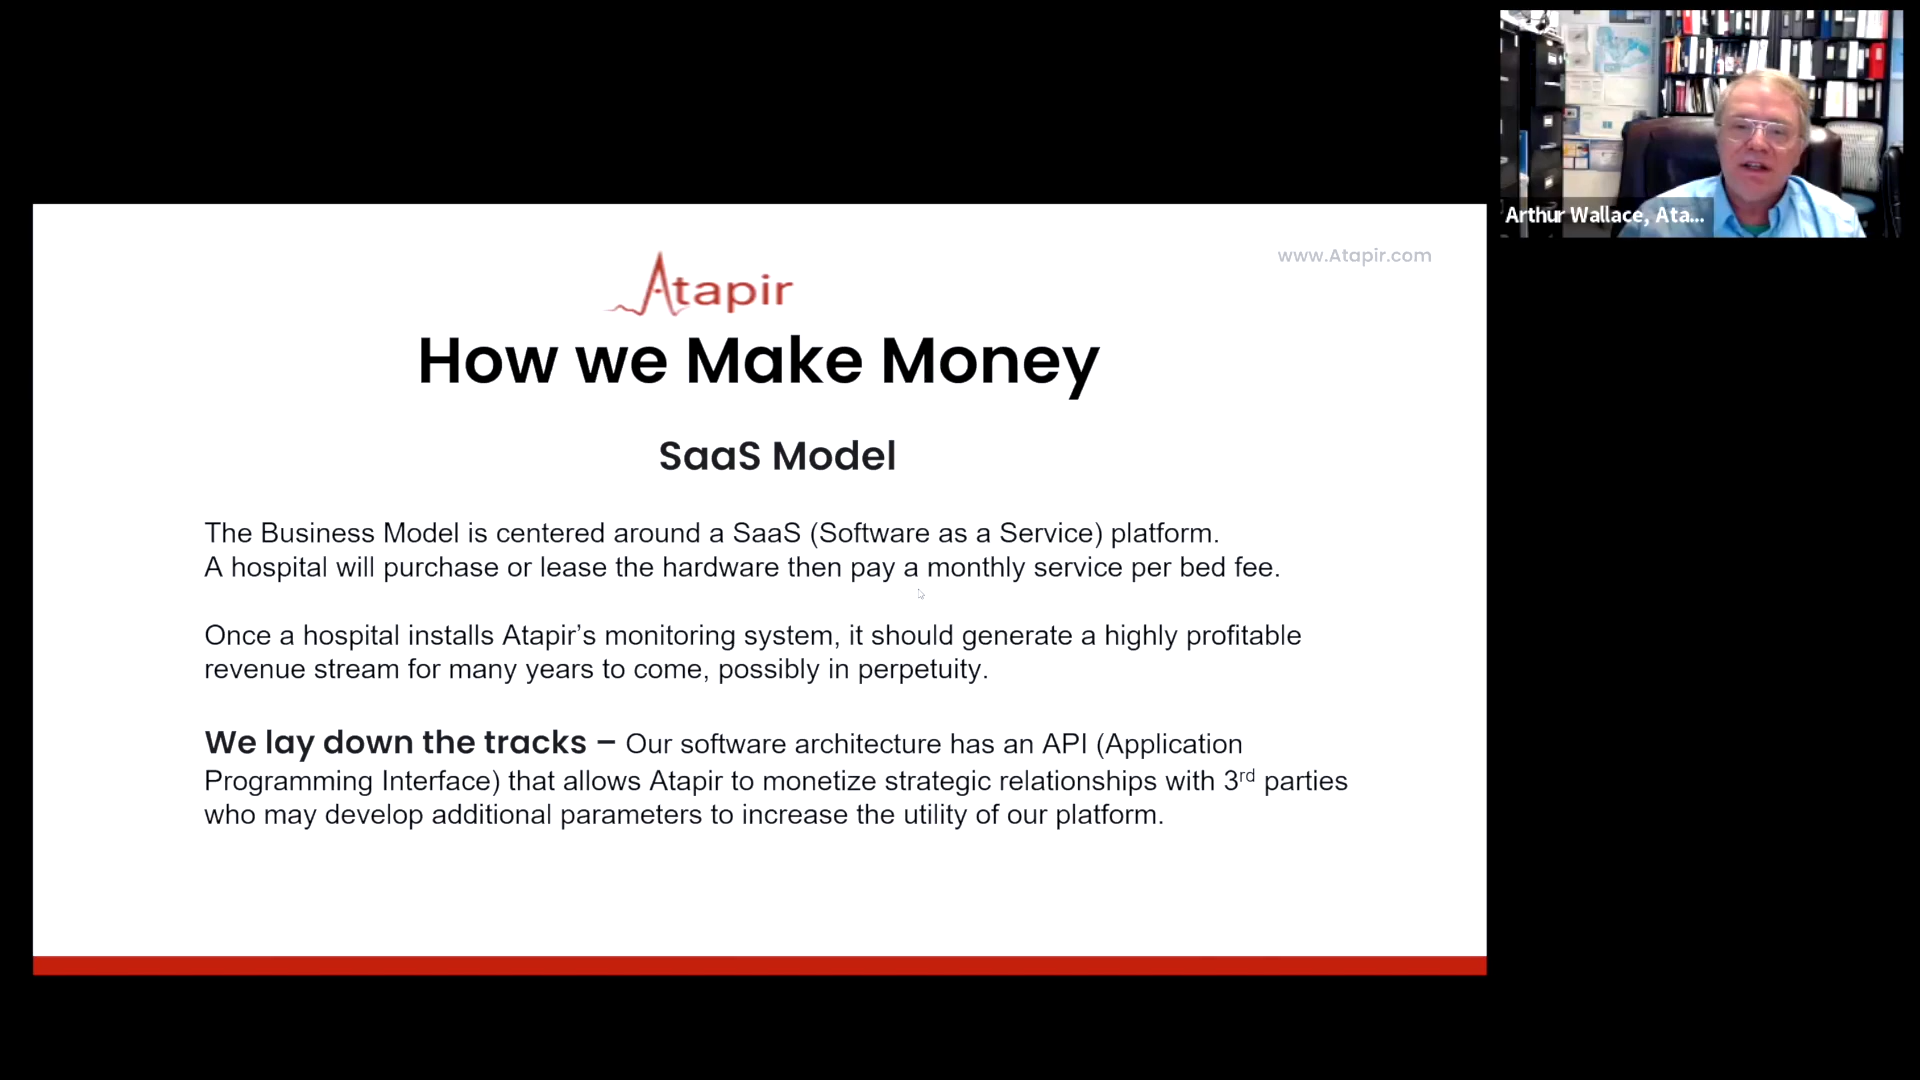 Arthur Wallace, Ata...
www.Atapir.com
Atapir
How we Make Money
SaaS Model
The Business Model is centered around a SaaS (Software as a Service) platform.
A hospital will purchase or lease the hardware then pay a monthly service per bed fee.
Once a hospital installs Atapir’s monitoring system, it should generate a highly profitable
revenue stream for many years to come, possibly in perpetuity.
We lay down the tracks – Our software architecture has an API (Application
Programming Interface) that allows Atapir to monetize strategic relationships with 3rd parties
who may develop additional parameters to increase the utility of our platform.